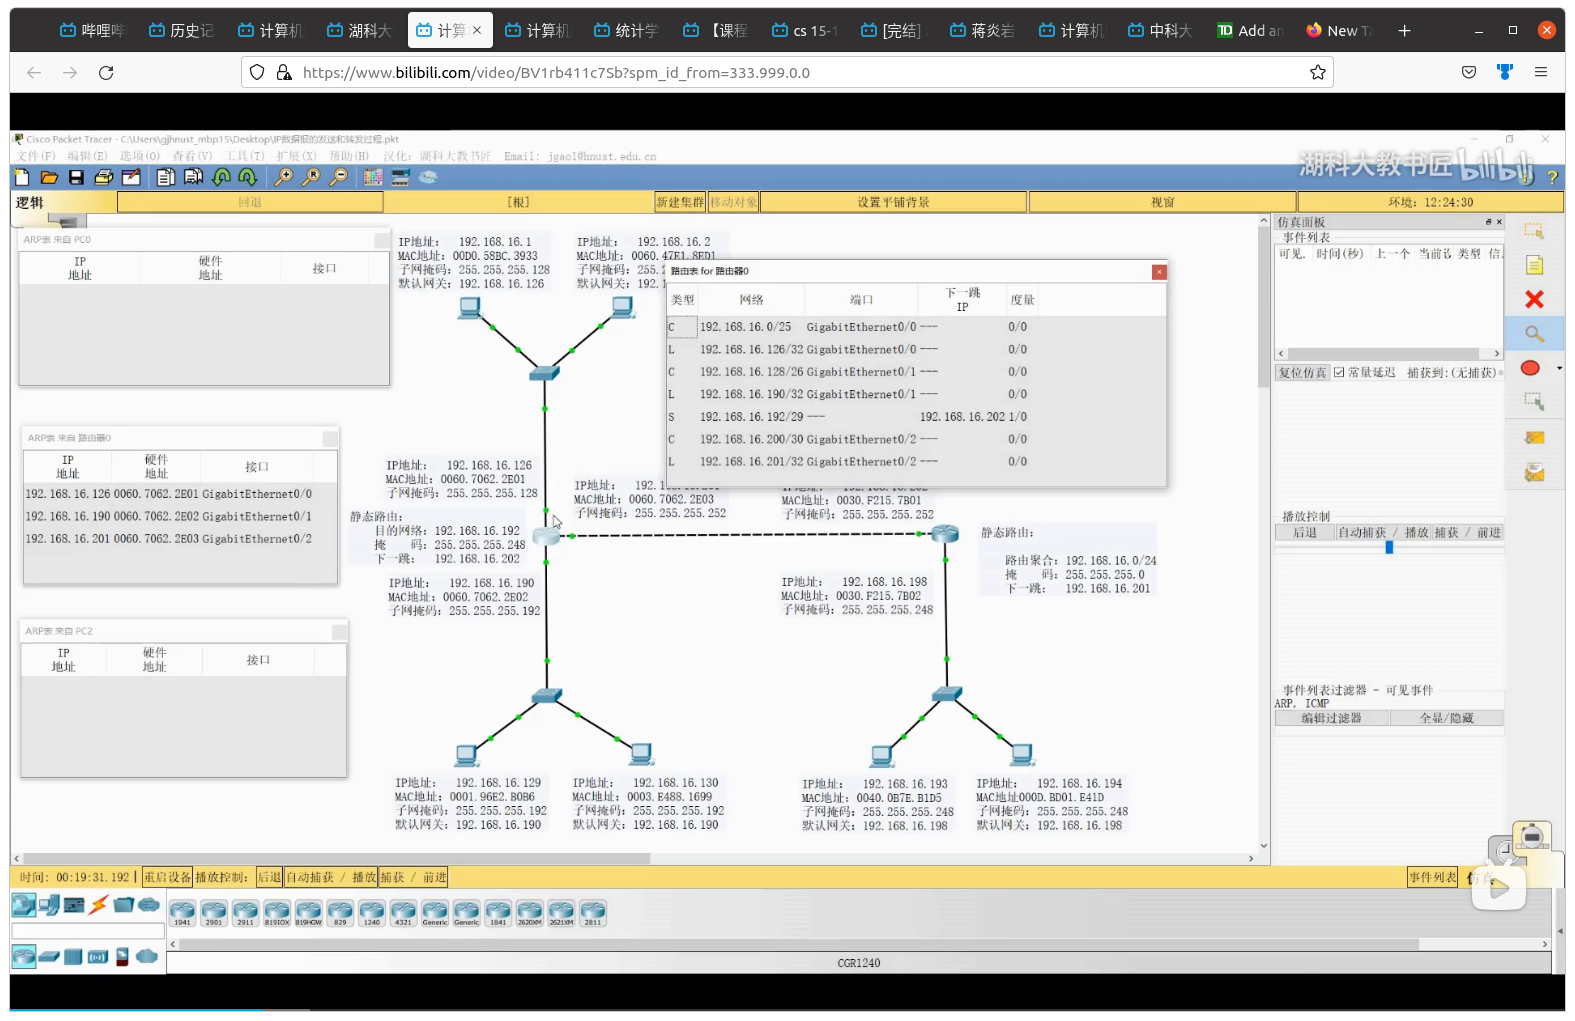 哔哩哔
历史记
计算机
湖科大
计算
计算机
统计学
【课程
cs 15-1
[完结]
蒋炎岩
计算机
中科大
Add an
New Ta
https://www.bilibili.com/video/BV1rb411c7Sb?spm_id_from=333.999.0.0
Cisco Packet Tracer - C:\Users\gjhnust_mbp15\Desktop\IP数据报的发送和转发过程.pkt
文件(F) 编辑(E) 选项(O) 查看(V) 工具(T) 扩展(X) 帮助(H) 汉化: 湖科大教书匠 Email: jgao1@hnust.edu.cn
湖科大教书匠 bilibili
逻辑 回退 [根] 新建集群 移动对象 设置平铺背景 视窗 环境: 12:24:30
ARP表 来自 PC0
IP地址 硬件地址 接口
IP地址: 192.168.16.1
MAC地址: 00D0.58BC.3933
子网掩码: 255.255.255.128
默认网关: 192.168.16.126
IP地址: 192.168.16.2
MAC地址: 0060.47E1.8ED1
子网掩码: 255.2
默认网关: 192.1
路由表 for 路由器0
类型 网络 端口 下一跳IP 度量
C 192.168.16.0/25 GigabitEthernet0/0 --- 0/0
L 192.168.16.126/32 GigabitEthernet0/0 --- 0/0
C 192.168.16.128/26 GigabitEthernet0/1 --- 0/0
L 192.168.16.190/32 GigabitEthernet0/1 --- 0/0
S 192.168.16.192/29 --- 192.168.16.202 1/0
C 192.168.16.200/30 GigabitEthernet0/2 --- 0/0
L 192.168.16.201/32 GigabitEthernet0/2 --- 0/0
ARP表 来自 路由器0
IP地址 硬件地址 接口
192.168.16.126 0060.7062.2E01 GigabitEthernet0/0
192.168.16.190 0060.7062.2E02 GigabitEthernet0/1
192.168.16.201 0060.7062.2E03 GigabitEthernet0/2
IP地址: 192.168.16.126
MAC地址: 0060.7062.2E01
子网掩码: 255.255.255.128
MAC地址: 0060.7062.2E03
子网掩码: 255.255.255.252
MAC地址: 0030.F215.7B01
子网掩码: 255.255.255.252
静态路由:
目的网络: 192.168.16.192
掩 码: 255.255.255.248
下一跳: 192.168.16.202
静态路由:
路由聚合: 192.168.16.0/24
掩 码: 255.255.255.0
下一跳: 192.168.16.201
IP地址: 192.168.16.190
MAC地址: 0060.7062.2E02
子网掩码: 255.255.255.192
IP地址: 192.168.16.198
MAC地址: 0030.F215.7B02
子网掩码: 255.255.255.248
ARP表 来自 PC2
IP地址 硬件地址 接口
IP地址: 192.168.16.129
MAC地址: 0001.96E2.B0B6
子网掩码: 255.255.255.192
默认网关: 192.168.16.190
IP地址: 192.168.16.130
MAC地址: 0003.E488.1699
子网掩码: 255.255.255.192
默认网关: 192.168.16.190
IP地址: 192.168.16.193
MAC地址: 0040.0B7E.B1D5
子网掩码: 255.255.255.248
默认网关: 192.168.16.198
IP地址: 192.168.16.194
MAC地址000D.BD01.E41D
子网掩码: 255.255.255.248
默认网关: 192.168.16.198
仿真面板
事件列表
可见. 时间(秒) 上一个 当前设 类型 信.
复位仿真 常量延迟 捕获到:(无捕获)*
播放控制
后退 自动捕获 / 播放 捕获 / 前进
事件列表过滤器 - 可见事件
ARP, ICMP
编辑过滤器 全显/隐藏
时间: 00:19:31.192 重启设备 播放控制: 后退 自动捕获 / 播放 捕获 / 前进 事件列表 仿真
1941 2901 2911 819IOX 819HGW 829 1240 4321 Generic Generic 1841 2620XM 2621XM 2811
CGR1240